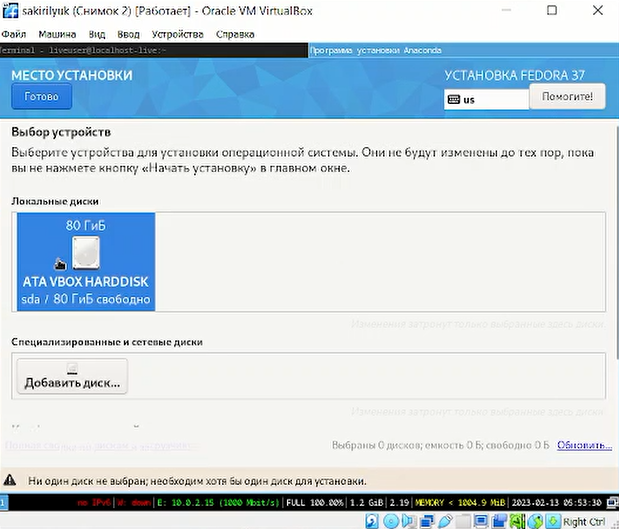 sakirilyuk (Снимок 2) [Работает] - Oracle VM VirtualBox
Файл Машина Вид Ввод Устройства Справка
Terminal - liveuser@localhost-live:~
Программа установки Anaconda
МЕСТО УСТАНОВКИ
УСТАНОВКА FEDORA 37
Готово
us
Помогите!
Выбор устройств
Выберите устройства для установки операционной системы. Они не будут изменены до тех пор, пока
вы не нажмете кнопку «Начать установку» в главном окне.
Локальные диски
80 ГиБ
ATA VBOX HARDDISK
sda / 80 ГиБ свободно
Изменения затронут только выбранные здесь диски.
Специализированные и сетевые диски
Добавить диск...
Изменения затронут только выбранные здесь диски.
Выбраны 0 дисков; емкость 0 Б; свободно 0 Б Обновить...
Ни один диск не выбран; необходим хотя бы один диск для установки.
1 no IPv6|W: down|E: 10.0.2.15 (1000 Mbit/s)|FULL 100.00%|1.2 GiB|2.19|MEMORY < 1004.9 MiB|2023-02-13 05:53:30
Right Ctrl